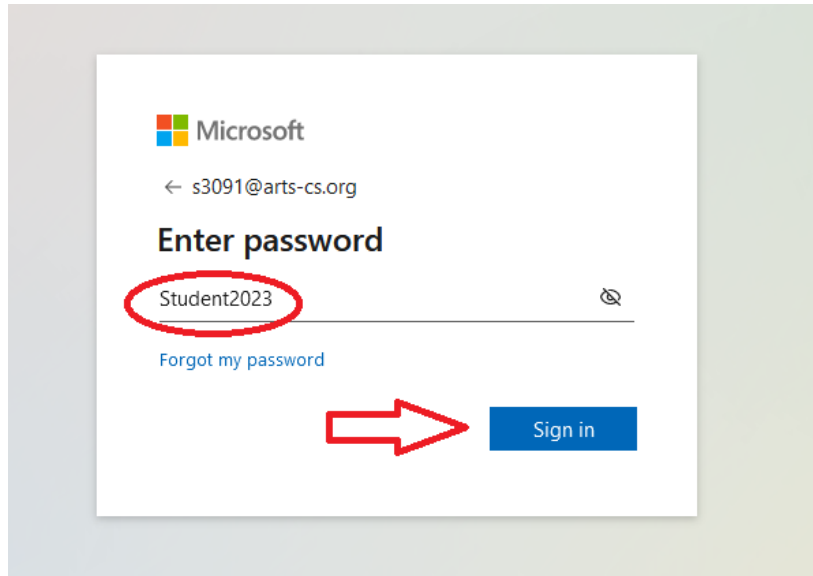 Microsoft
← s3091@arts-cs.org
Enter password
Student2023
Forgot my password
Sign in